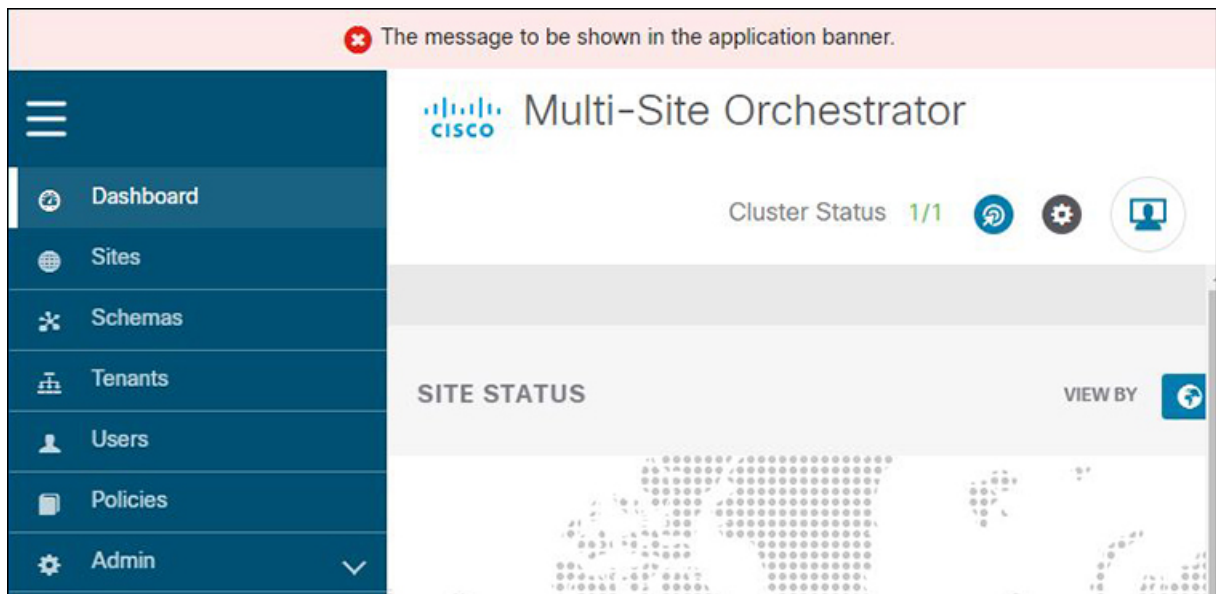 The message to be shown in the application banner.
CISCO Multi-Site Orchestrator
Dashboard
Cluster Status 1/1
Sites
Schemas
Tenants
SITE STATUS VIEW BY
Users
Policies
Admin